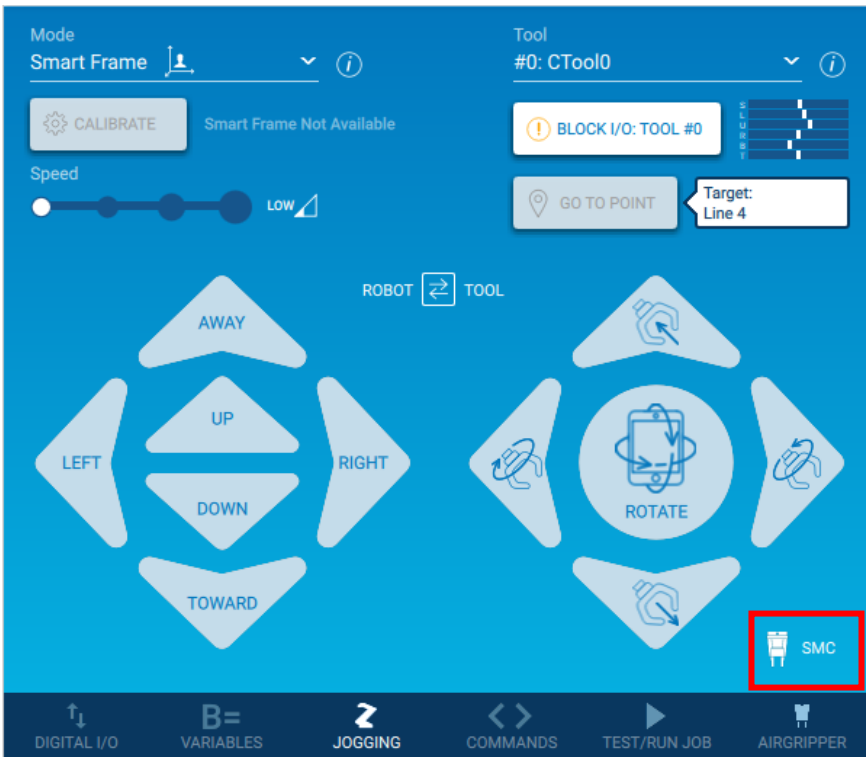 Mode
Smart Frame
Tool
#0: CTool0
CALIBRATE
Smart Frame Not Available
BLOCK I/O: TOOL #0
S
L
U
R
B
T
Speed
LOW
GO TO POINT
Target:
Line 4
ROBOT
TOOL
AWAY
UP
LEFT
RIGHT
DOWN
TOWARD
ROTATE
SMC
DIGITAL I/O
B=
VARIABLES
JOGGING
COMMANDS
TEST/RUN JOB
AIRGRIPPER